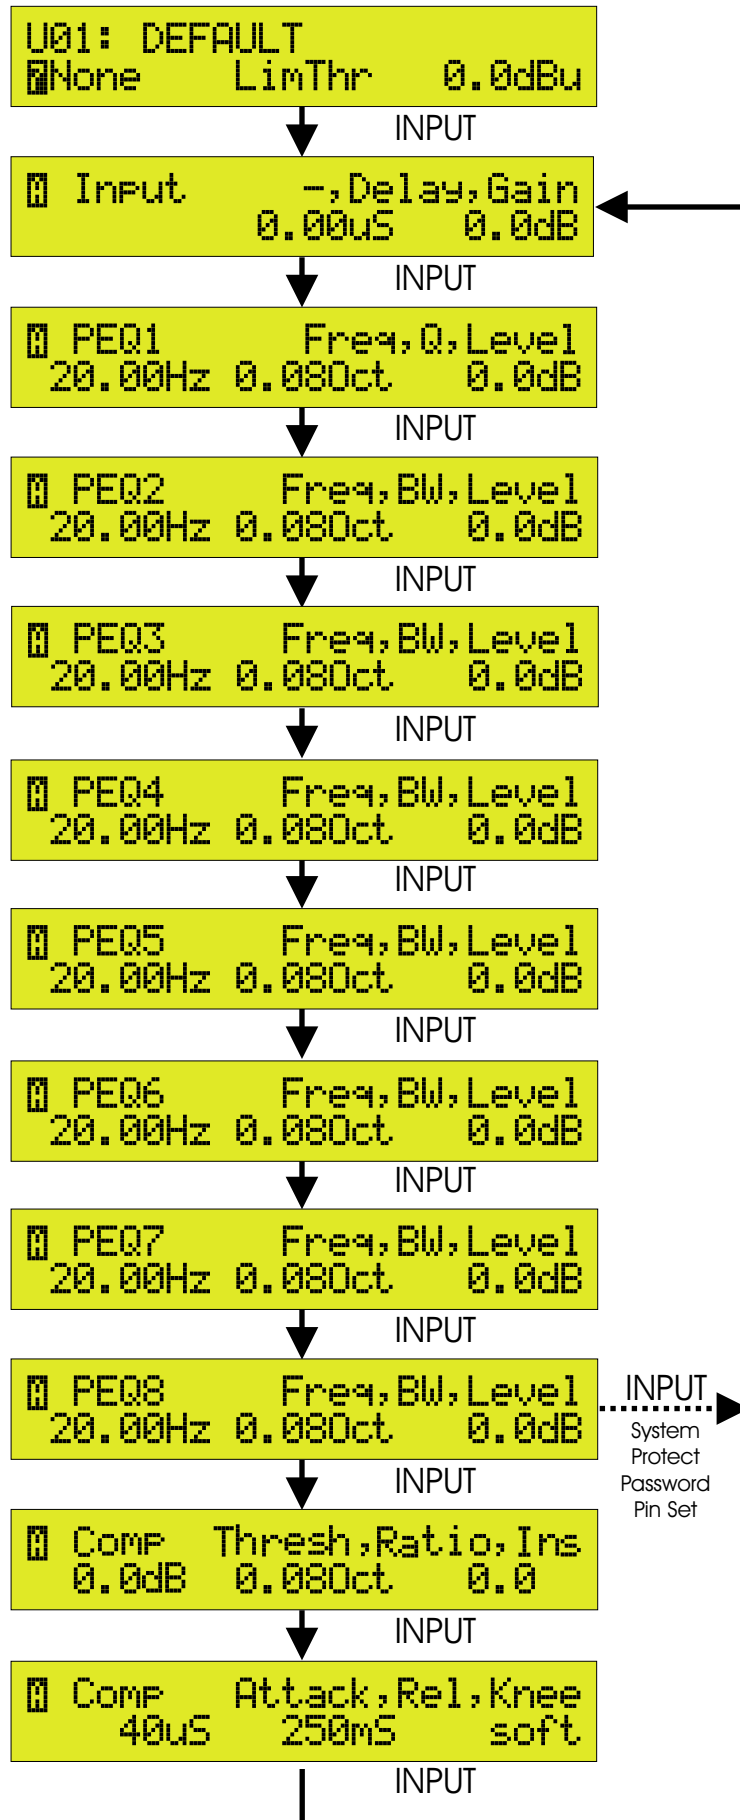 U01: DEFAULT
?None LimThr 0.0dBu
INPUT
A Input -,Delay,Gain
0.00uS 0.0dB
INPUT
A PEQ1 Freq,Q,Level
20.00Hz 0.08Oct 0.0dB
INPUT
A PEQ2 Freq,BW,Level
20.00Hz 0.08Oct 0.0dB
INPUT
A PEQ3 Freq,BW,Level
20.00Hz 0.08Oct 0.0dB
INPUT
A PEQ4 Freq,BW,Level
20.00Hz 0.08Oct 0.0dB
INPUT
A PEQ5 Freq,BW,Level
20.00Hz 0.08Oct 0.0dB
INPUT
A PEQ6 Freq,BW,Level
20.00Hz 0.08Oct 0.0dB
INPUT
A PEQ7 Freq,BW,Level
20.00Hz 0.08Oct 0.0dB
INPUT
A PEQ8 Freq,BW,Level
20.00Hz 0.08Oct 0.0dB
INPUT
System
Protect
Password
Pin Set
INPUT
A Comp Thresh,Ratio,Ins
0.0dB 0.08Oct 0.0
INPUT
A Comp Attack,Rel,Knee
40uS 250mS soft
INPUT